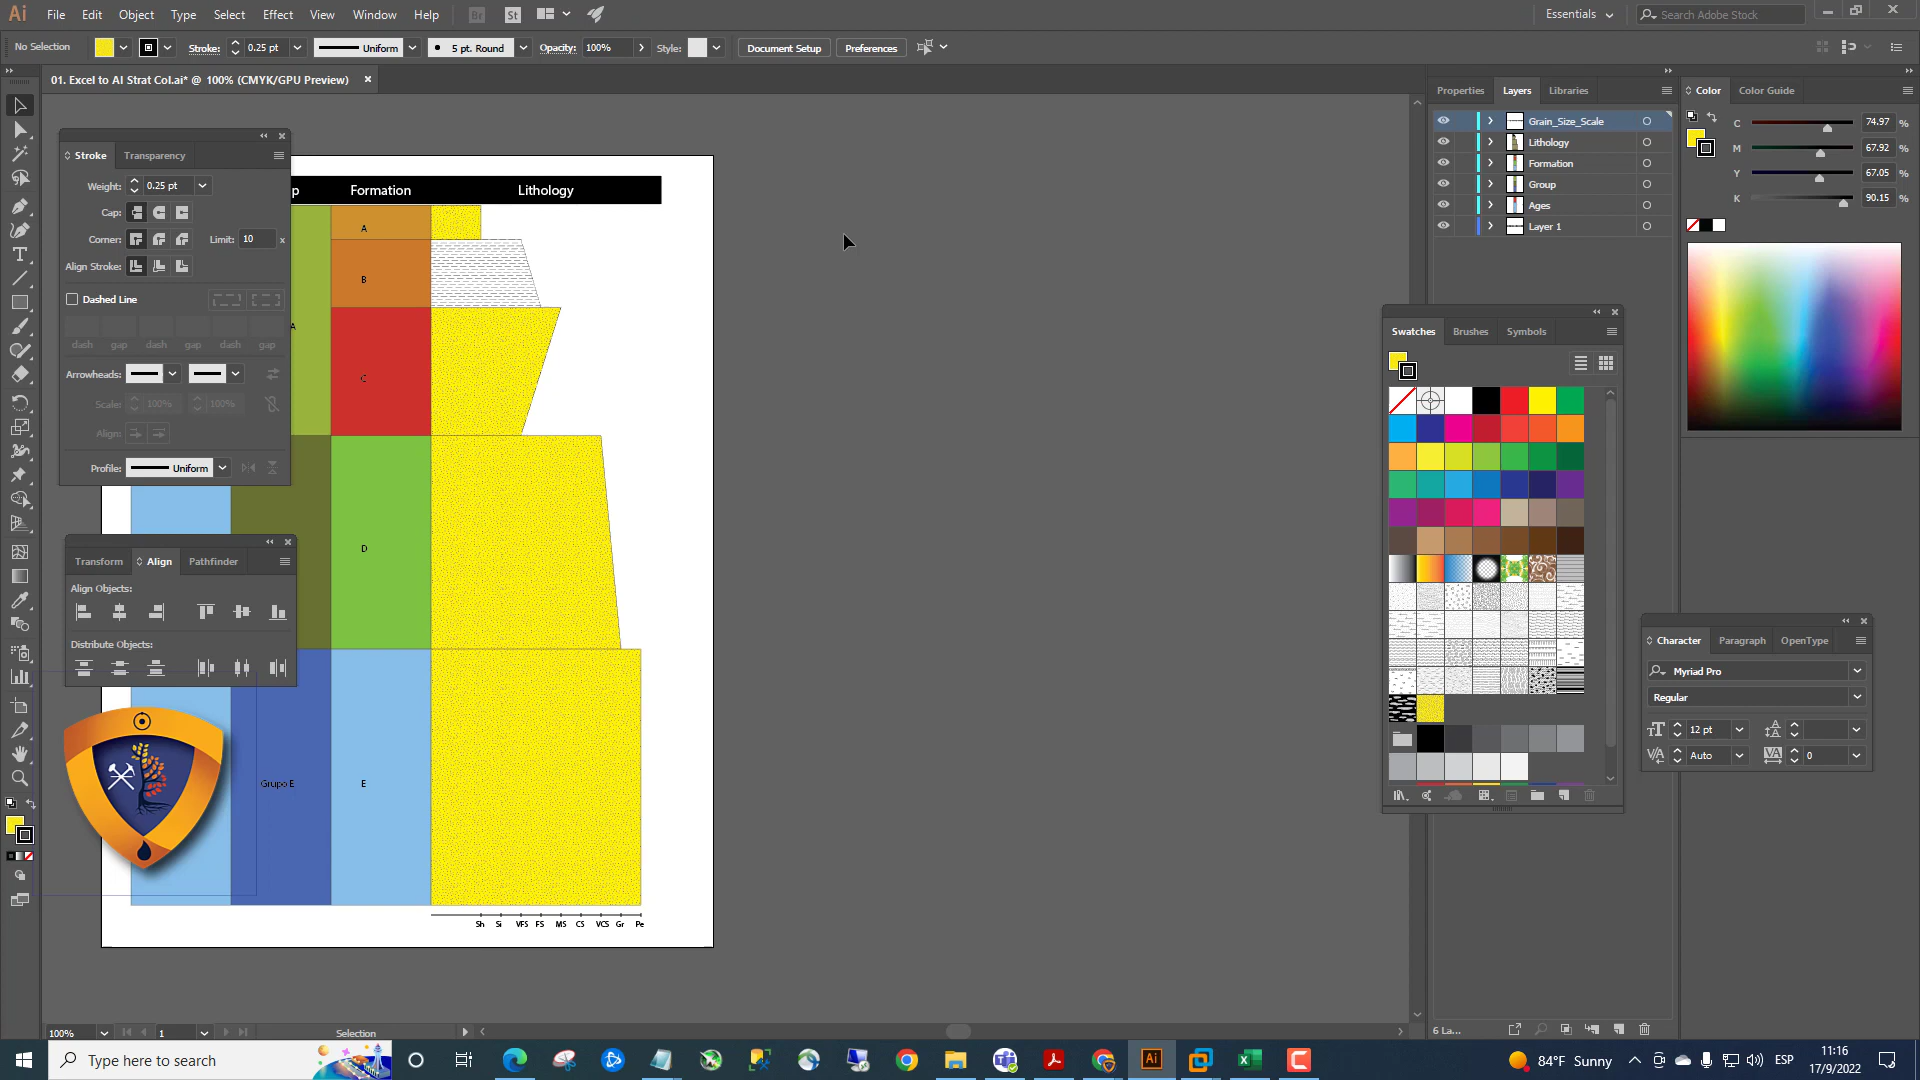 Ai File Edit Object Type Select Effect View Window Help Br St Essentials Search Adobe Stock
No Selection Stroke: 0.25 pt Uniform 5 pt. Round Opacity: 100% Style: Document Setup Preferences
01. Excel to AI Strat Col.ai* @ 100% (CMYK/GPU Preview)
Properties Layers Libraries
Color Color Guide
Grain_Size_Scale
Lithology
Formation
Group
Ages
Layer 1
C 74.97 %
M 67.92 %
Y 67.05 %
K 90.15 %
Stroke Transparency
Weight: 0.25 pt
Cap:
Corner: Limit: 10 x
Align Stroke:
Dashed Line
dash gap dash gap dash gap
Arrowheads:
Scale: 100% 100%
Align:
Profile: Uniform
p Formation Lithology
A
B
A
C
D
Grupo E E
Sh Si VFS FS MS CS VCS Gr Pe
Transform Align Pathfinder
Align Objects:
Distribute Objects:
Swatches Brushes Symbols
Character Paragraph OpenType
Myriad Pro
Regular
12 pt
Auto 0
100% 1 Selection
6 La...
Type here to search
84°F Sunny ESP
11:16
17/9/2022